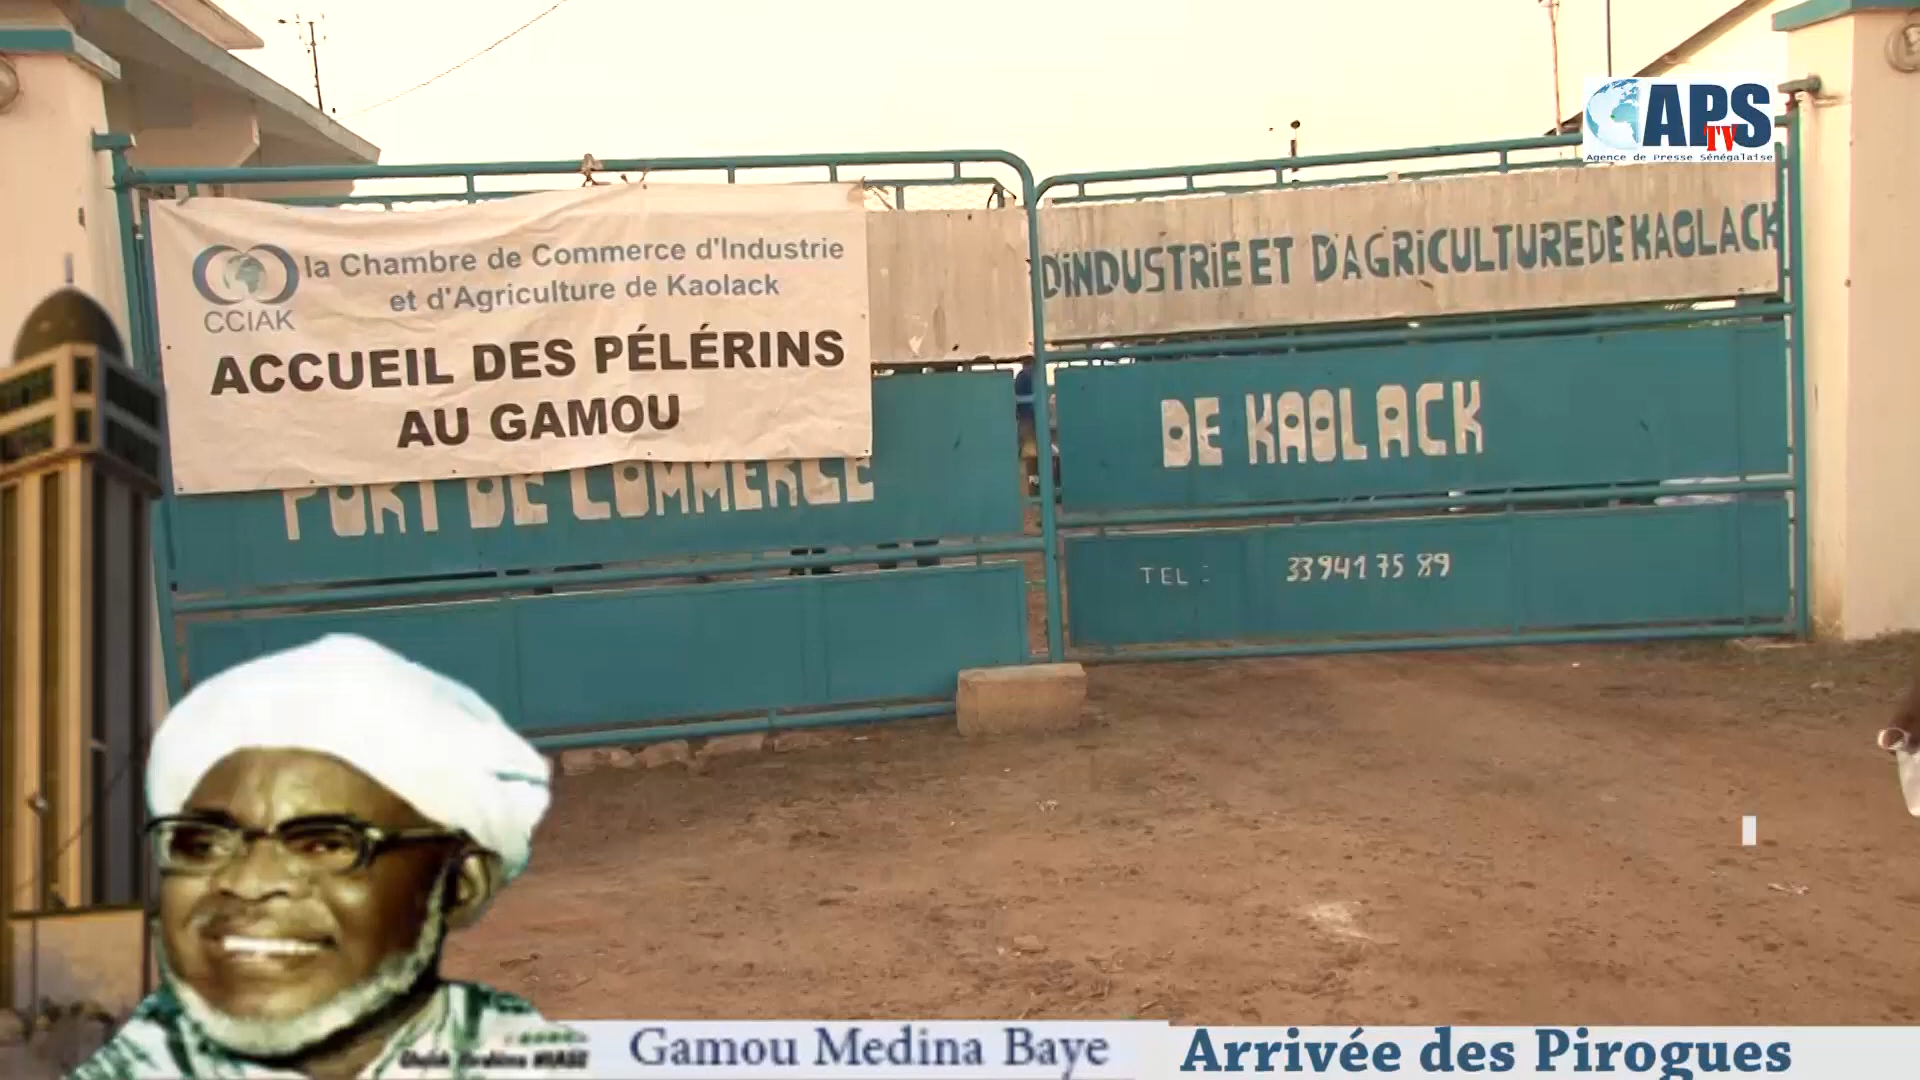 APS
TV
Agence de Presse Sénégalaise
la Chambre de Commerce d'Industrie
et d'Agriculture de Kaolack
CCIAK
ACCUEIL DES PÉLÉRINS
AU GAMOU
D'INDUSTRIE ET D'AGRICULTURE DE KAOLACK
PORT DE COMMERCE
DE KAOLACK
TEL : 33 941 75 89
Gamou Medina Baye
Arrivée des Pirogues